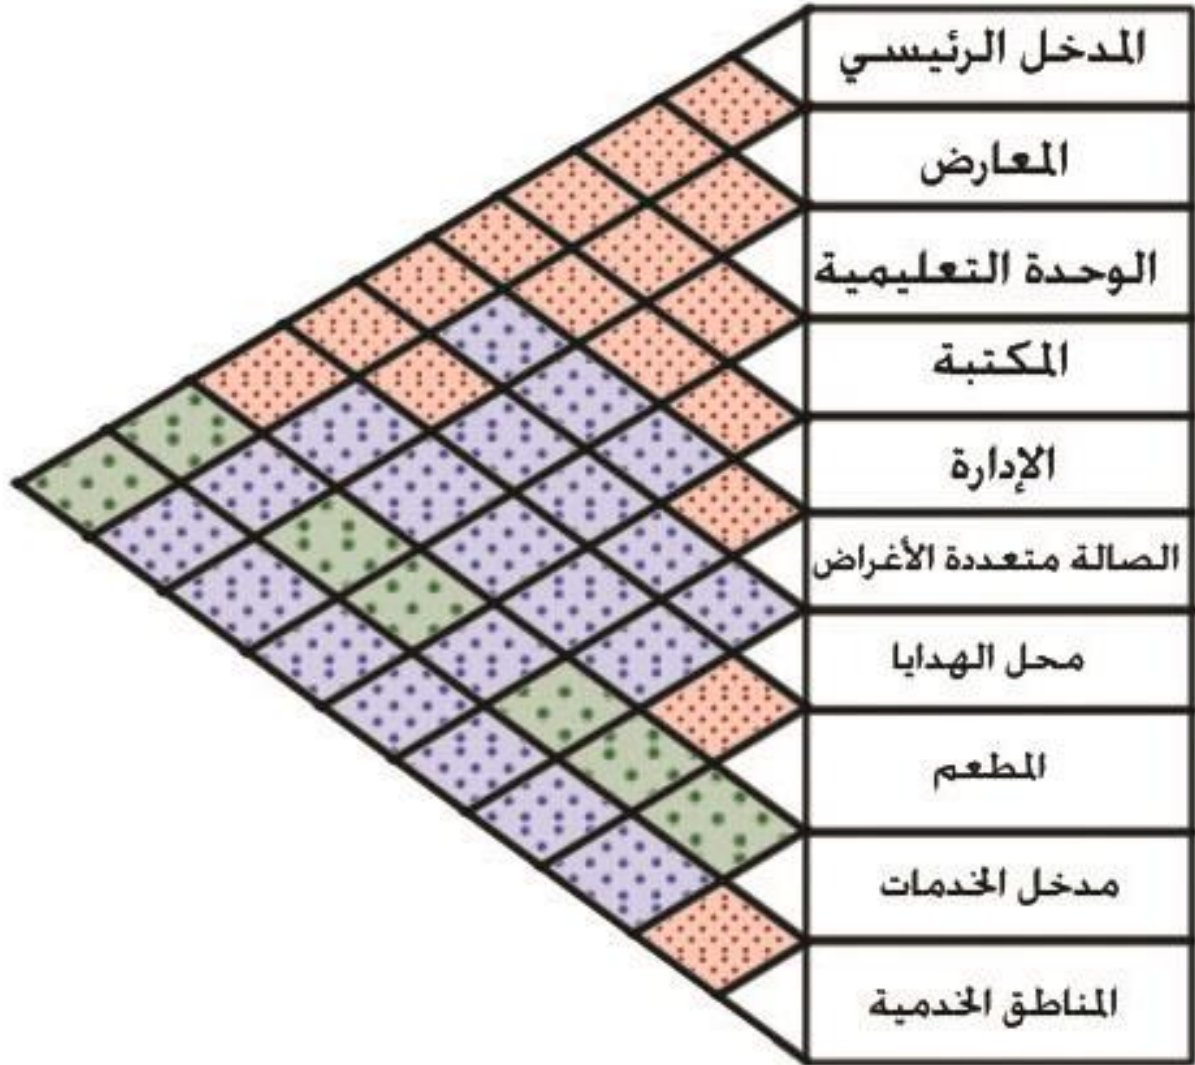 المدخل الرئيسي
المعارض
الوحدة التعليمية
المكتبة
الإدارة
الصالة متعددة الأغراض
محل الهدايا
المطعم
مدخل الخدمات
المناطق الخدمية